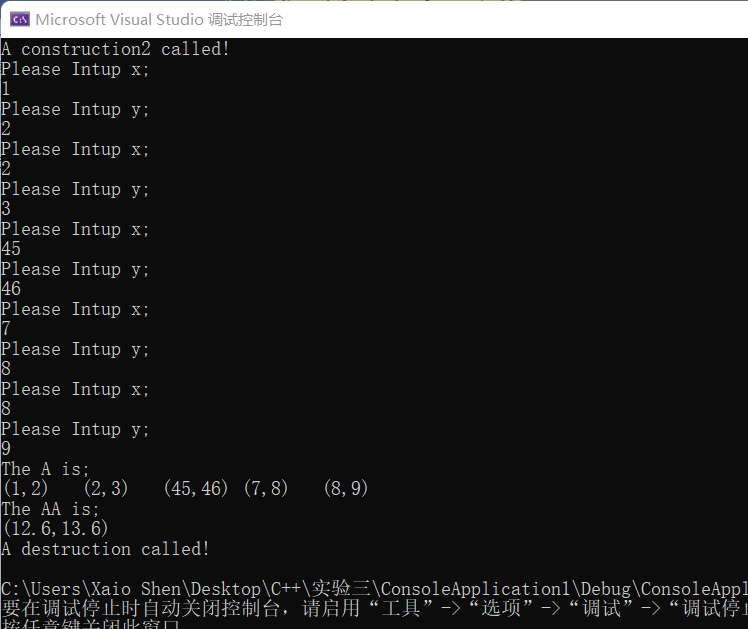 Microsoft Visual Studio 调试控制台
A construction2 called!
Please Intup x;
1
Please Intup y;
2
Please Intup x;
2
Please Intup y;
3
Please Intup x;
45
Please Intup y;
46
Please Intup x;
7
Please Intup y;
8
Please Intup x;
8
Please Intup y;
9
The A is;
(1,2)   (2,3)   (45,46) (7,8)   (8,9)
The AA is;
(12.6,13.6)
A destruction called!
C:\Users\Xaio Shen\Desktop\C++\实验三\ConsoleApplication1\Debug\ConsoleAppl
要在调试停止时自动关闭控制台，请启用“工具”->“选项”->“调试”->“调试停止
按任意键关闭此窗口